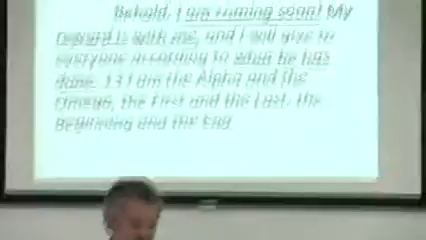 Behold, I am coming soon! My
reward is with me, and I will give to
everyone according to what he has
done. 13 I am the Alpha and the
Omega, the First and the Last, the
Beginning and the End.